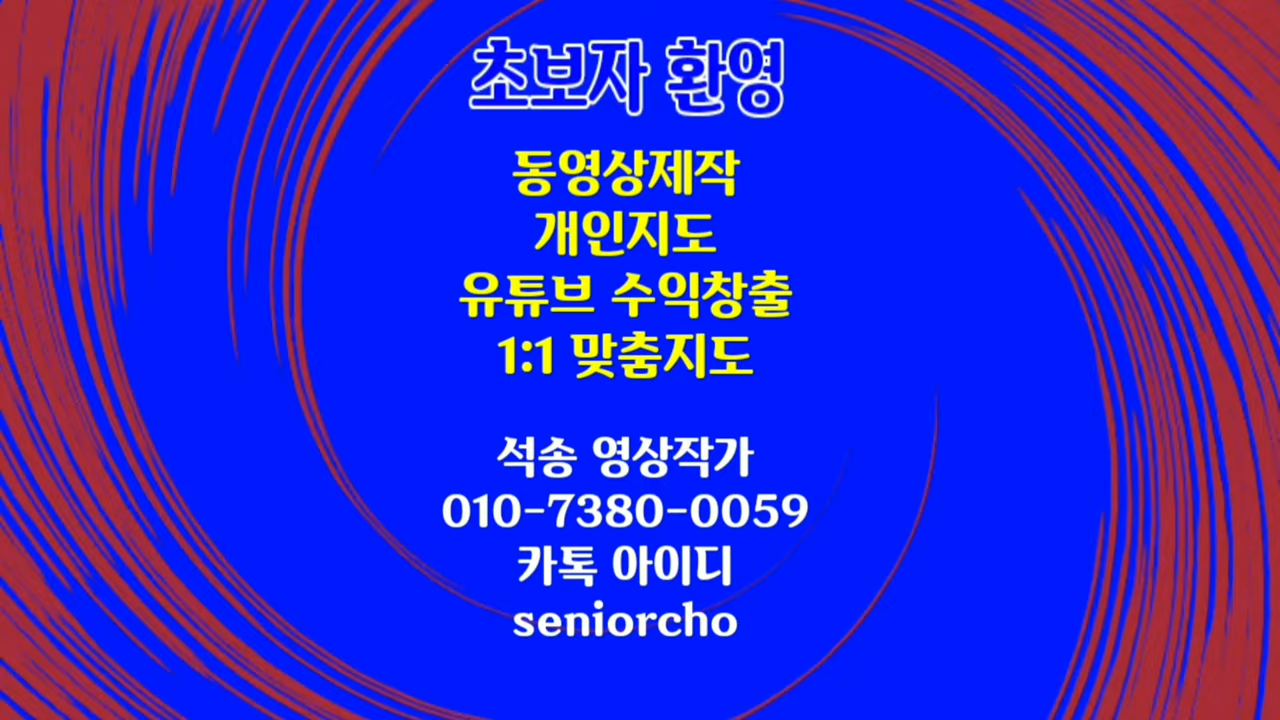 초보자 환영
동영상제작
개인지도
유튜브 수익창출
1:1 맞춤지도
석송 영상작가
010-7380-0059
카톡 아이디
seniorcho